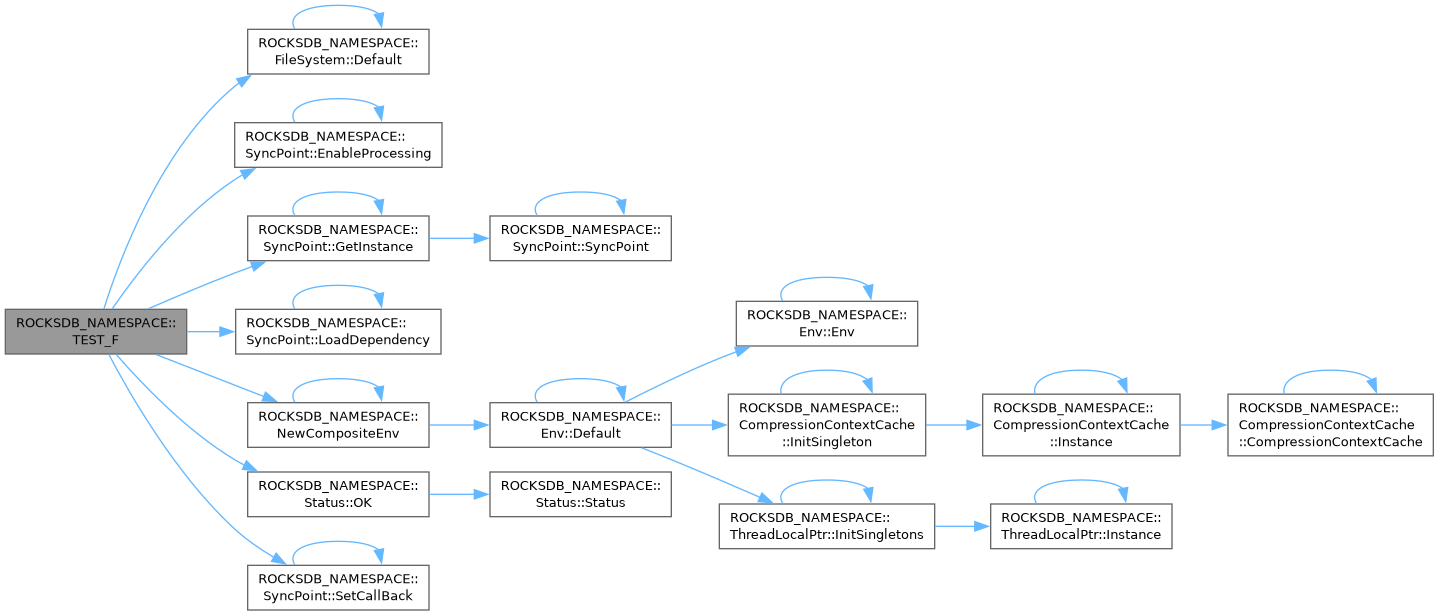 ROCKSDB_NAMESPACE::
TEST_F
ROCKSDB_NAMESPACE::
FileSystem::Default
ROCKSDB_NAMESPACE::
SyncPoint::EnableProcessing
ROCKSDB_NAMESPACE::
SyncPoint::GetInstance
ROCKSDB_NAMESPACE::
SyncPoint::SyncPoint
ROCKSDB_NAMESPACE::
SyncPoint::LoadDependency
ROCKSDB_NAMESPACE::
NewCompositeEnv
ROCKSDB_NAMESPACE::
Env::Default
ROCKSDB_NAMESPACE::
Env::Env
ROCKSDB_NAMESPACE::
CompressionContextCache
::InitSingleton
ROCKSDB_NAMESPACE::
CompressionContextCache
::Instance
ROCKSDB_NAMESPACE::
CompressionContextCache
::CompressionContextCache
ROCKSDB_NAMESPACE::
ThreadLocalPtr::InitSingletons
ROCKSDB_NAMESPACE::
ThreadLocalPtr::Instance
ROCKSDB_NAMESPACE::
Status::OK
ROCKSDB_NAMESPACE::
Status::Status
ROCKSDB_NAMESPACE::
SyncPoint::SetCallBack